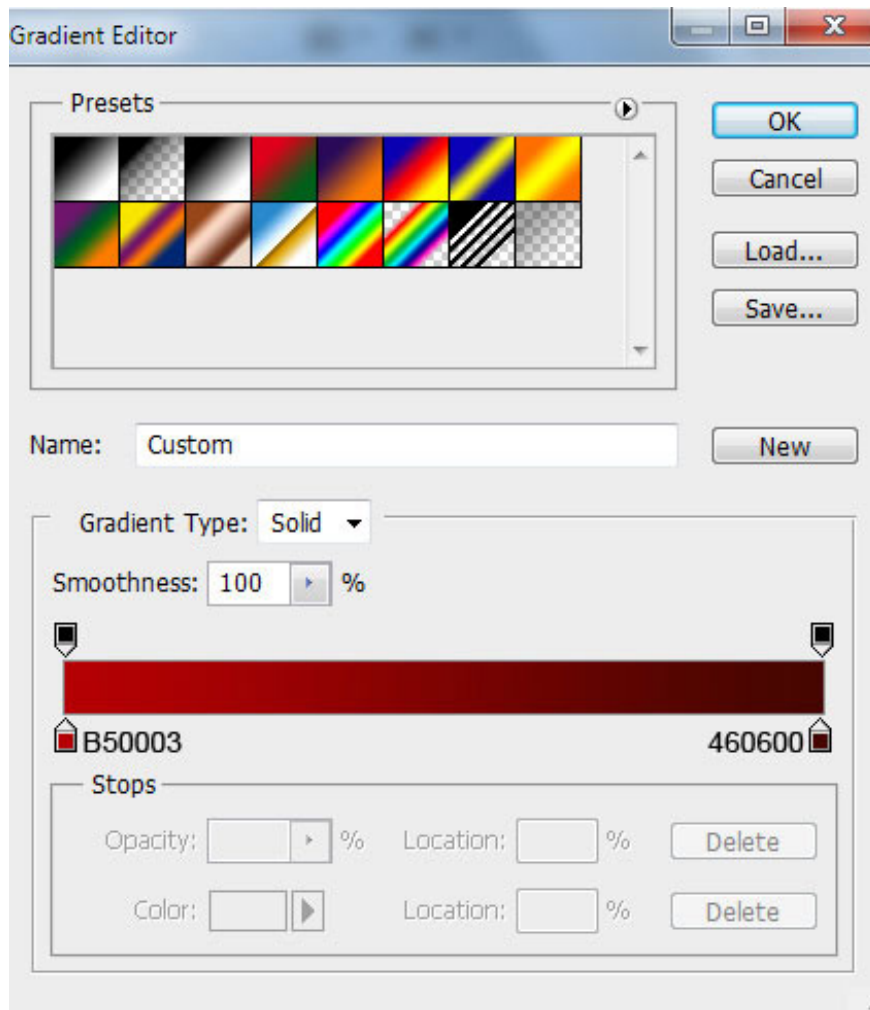 Gradient Editor
Presets
OK
Cancel
Load...
Save...
Name: Custom New
Gradient Type: Solid
Smoothness: 100 %
B50003 460600
Stops
Opacity: % Location: % Delete
Color: Location: % Delete